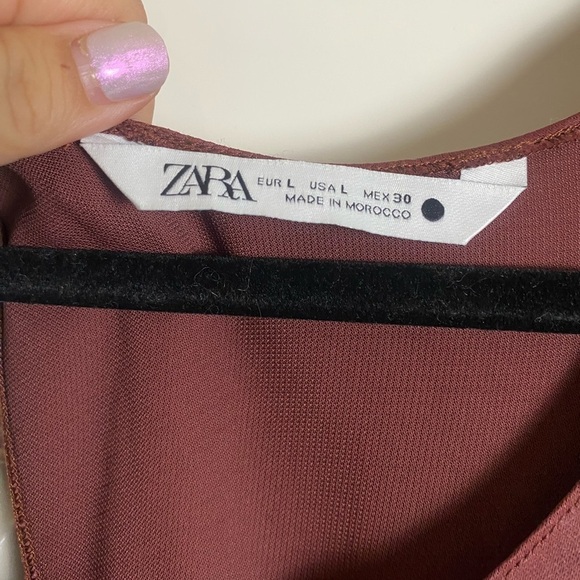 ZARA EUR L USA L MEX 30
MADE IN MOROCCO